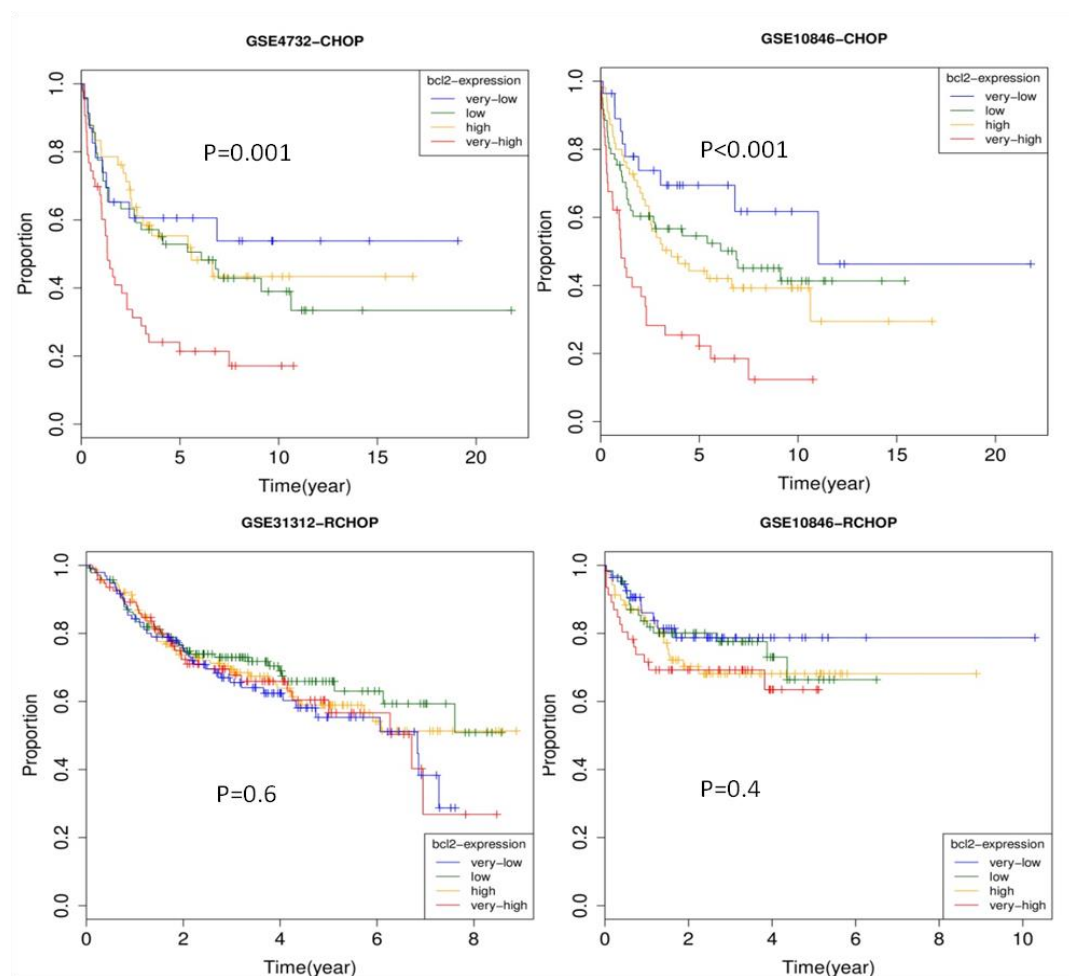 GSE4732-CHOP
bcl2-expression
very-low
low
high
very-high
P=0.001
Proportion
0.0
0.2
0.4
0.6
0.8
1.0
0
5
10
15
20
Time(year)
GSE10846-CHOP
bcl2-expression
very-low
low
high
very-high
P<0.001
Proportion
0.0
0.2
0.4
0.6
0.8
1.0
0
5
10
15
20
Time(year)
GSE31312-RCHOP
P=0.6
Proportion
0.0
0.2
0.4
0.6
0.8
1.0
bcl2-expression
very-low
low
high
very-high
0
2
4
6
8
Time(year)
GSE10846-RCHOP
P=0.4
Proportion
0.0
0.2
0.4
0.6
0.8
1.0
bcl2-expression
very-low
low
high
very-high
0
2
4
6
8
10
Time(year)